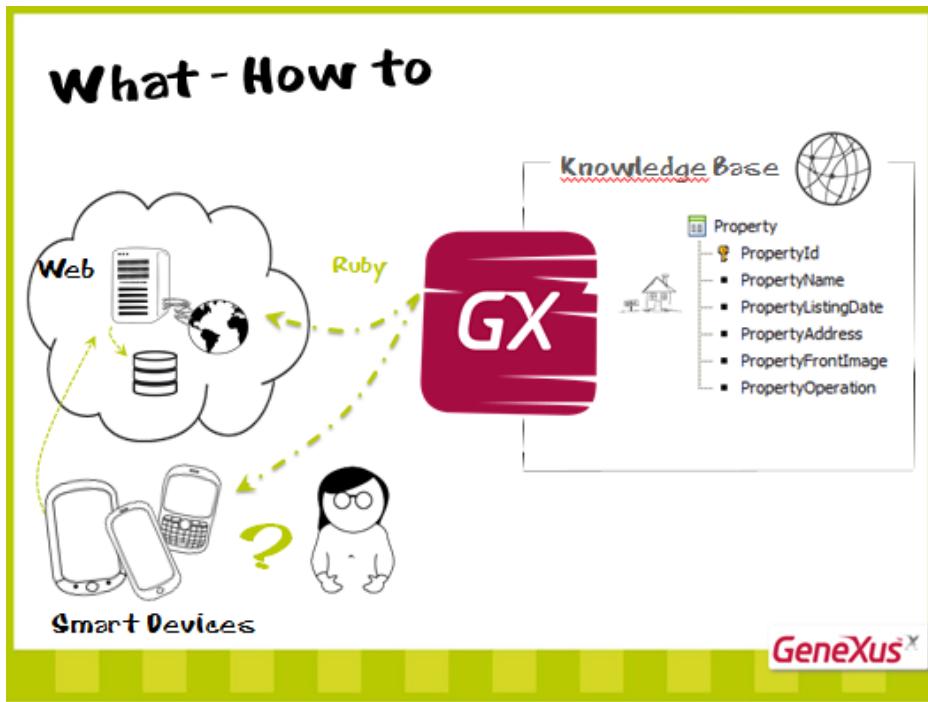 What - How to
Knowledge Base
Web
Ruby
GX
Property
PropertyId
PropertyName
PropertyListingDate
PropertyAddress
PropertyFrontImage
PropertyOperation
?
Smart Devices
GeneXus X